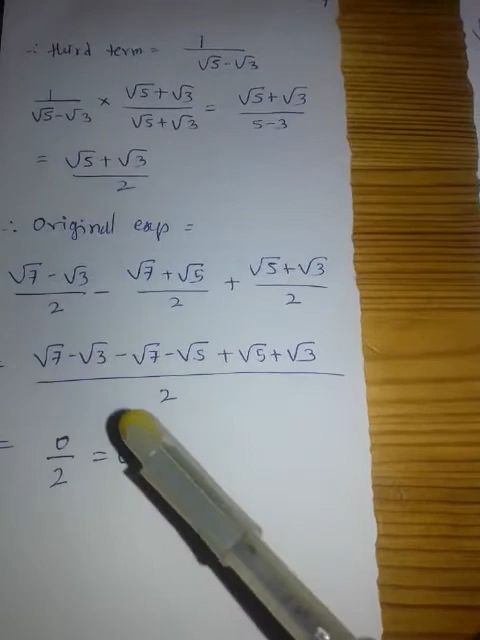 ∴ third term = 1/(√5-√3)
1/(√5-√3) × (√5+√3)/(√5+√3) = (√5+√3)/(5-3)
= (√5+√3)/2
∴ Original exp =
(√7-√3)/2 - (√7+√5)/2 + (√5+√3)/2
= (√7-√3-√7-√5+√5+√3)/2
= 0/2 =